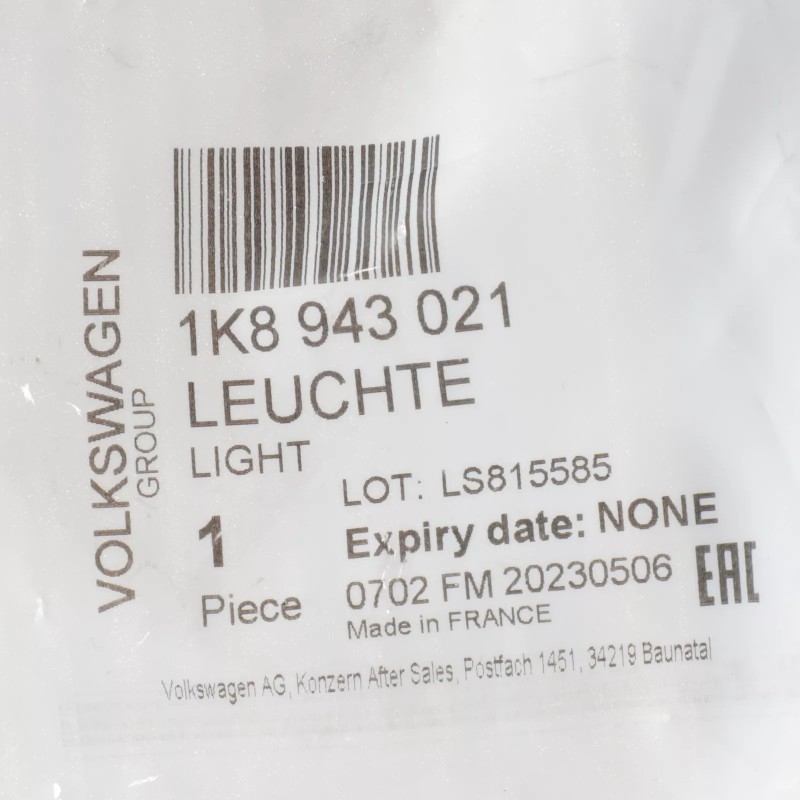 VOLKSWAGEN
GROUP
1K8 943 021
LEUCHTE
LIGHT
1
Piece
LOT: LS815585
Expiry date: NONE
0702 FM 20230506
Made in FRANCE
EAC
Volkswagen AG, Konzern After Sales, Postfach 1451, 34219 Baunatal